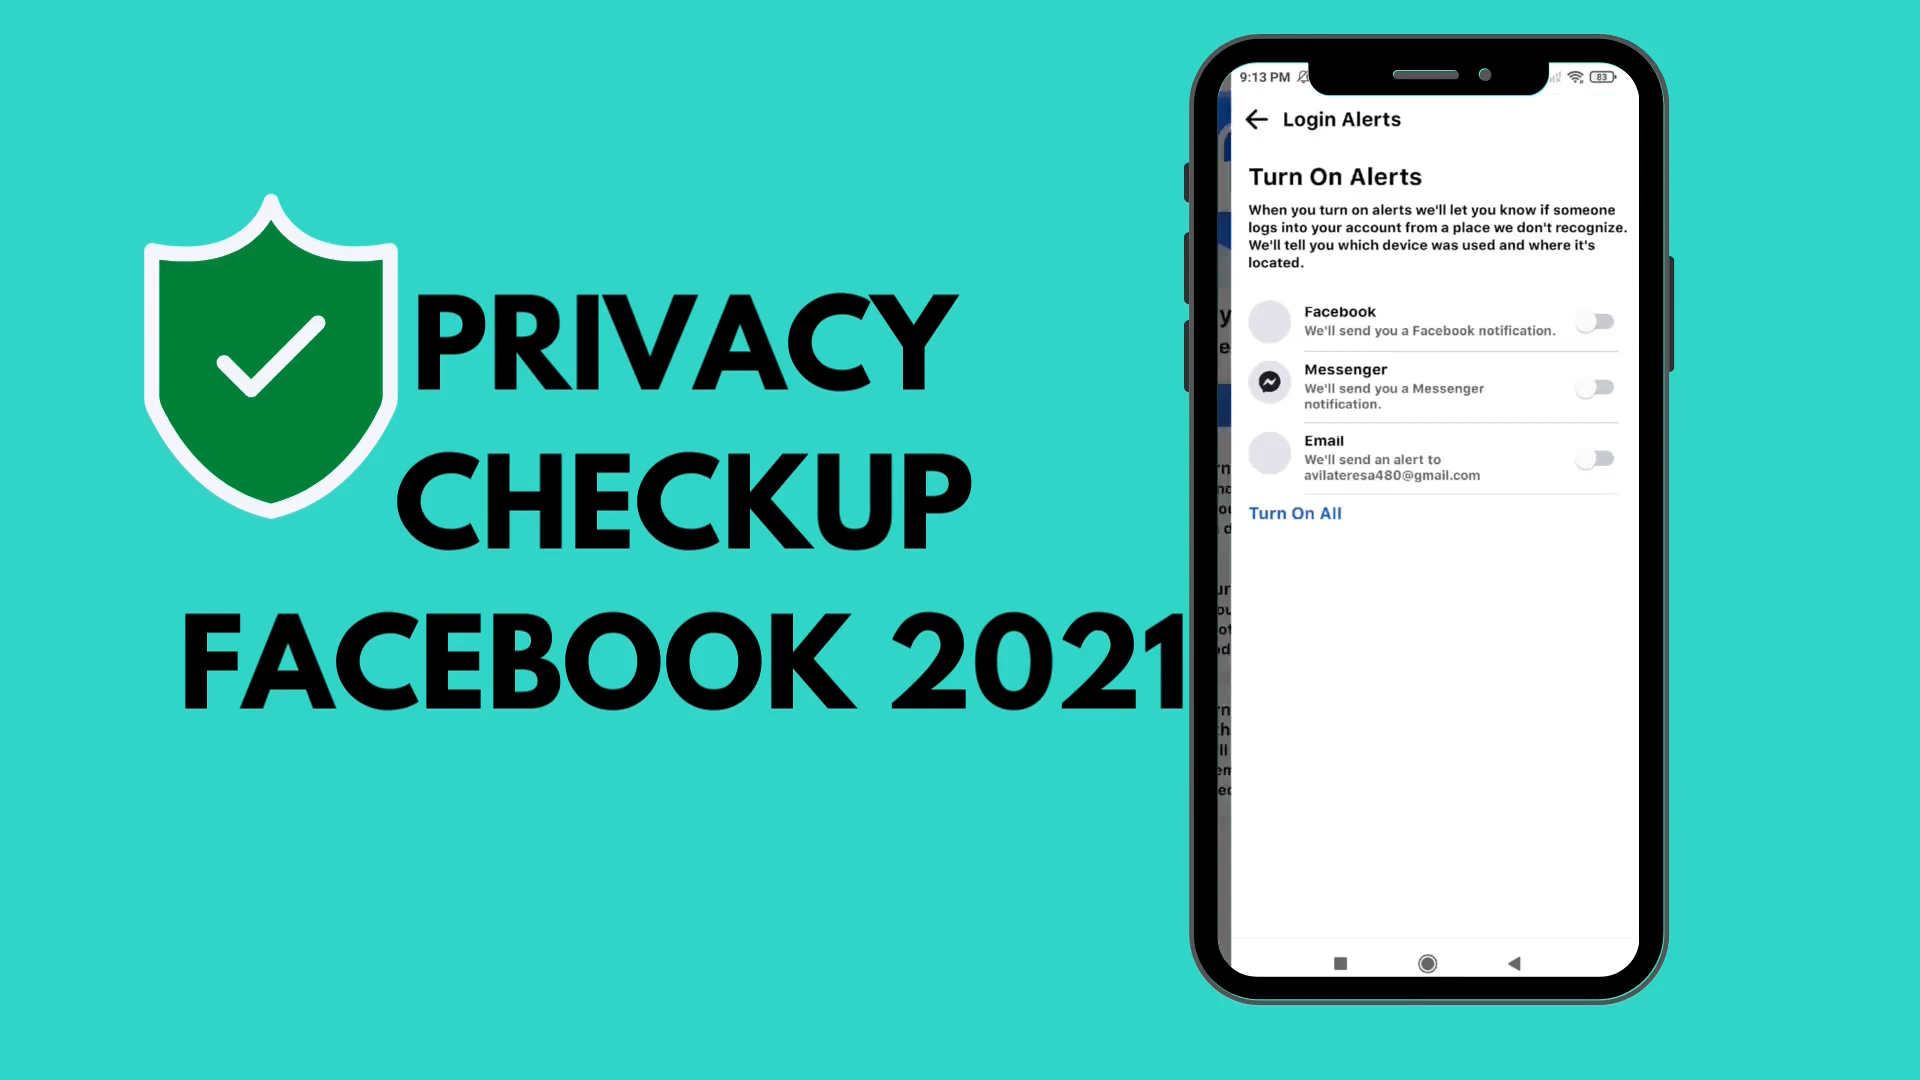 PRIVACY
CHECKUP
FACEBOOK 2021
9:13 PM
83
Login Alerts
Turn On Alerts
When you turn on alerts we'll let you know if someone
logs into your account from a place we don't recognize.
We'll tell you which device was used and where it's
located.
Facebook
We'll send you a Facebook notification.
Messenger
We'll send you a Messenger
notification.
Email
We'll send an alert to
avilateresa480@gmail.com
Turn On All